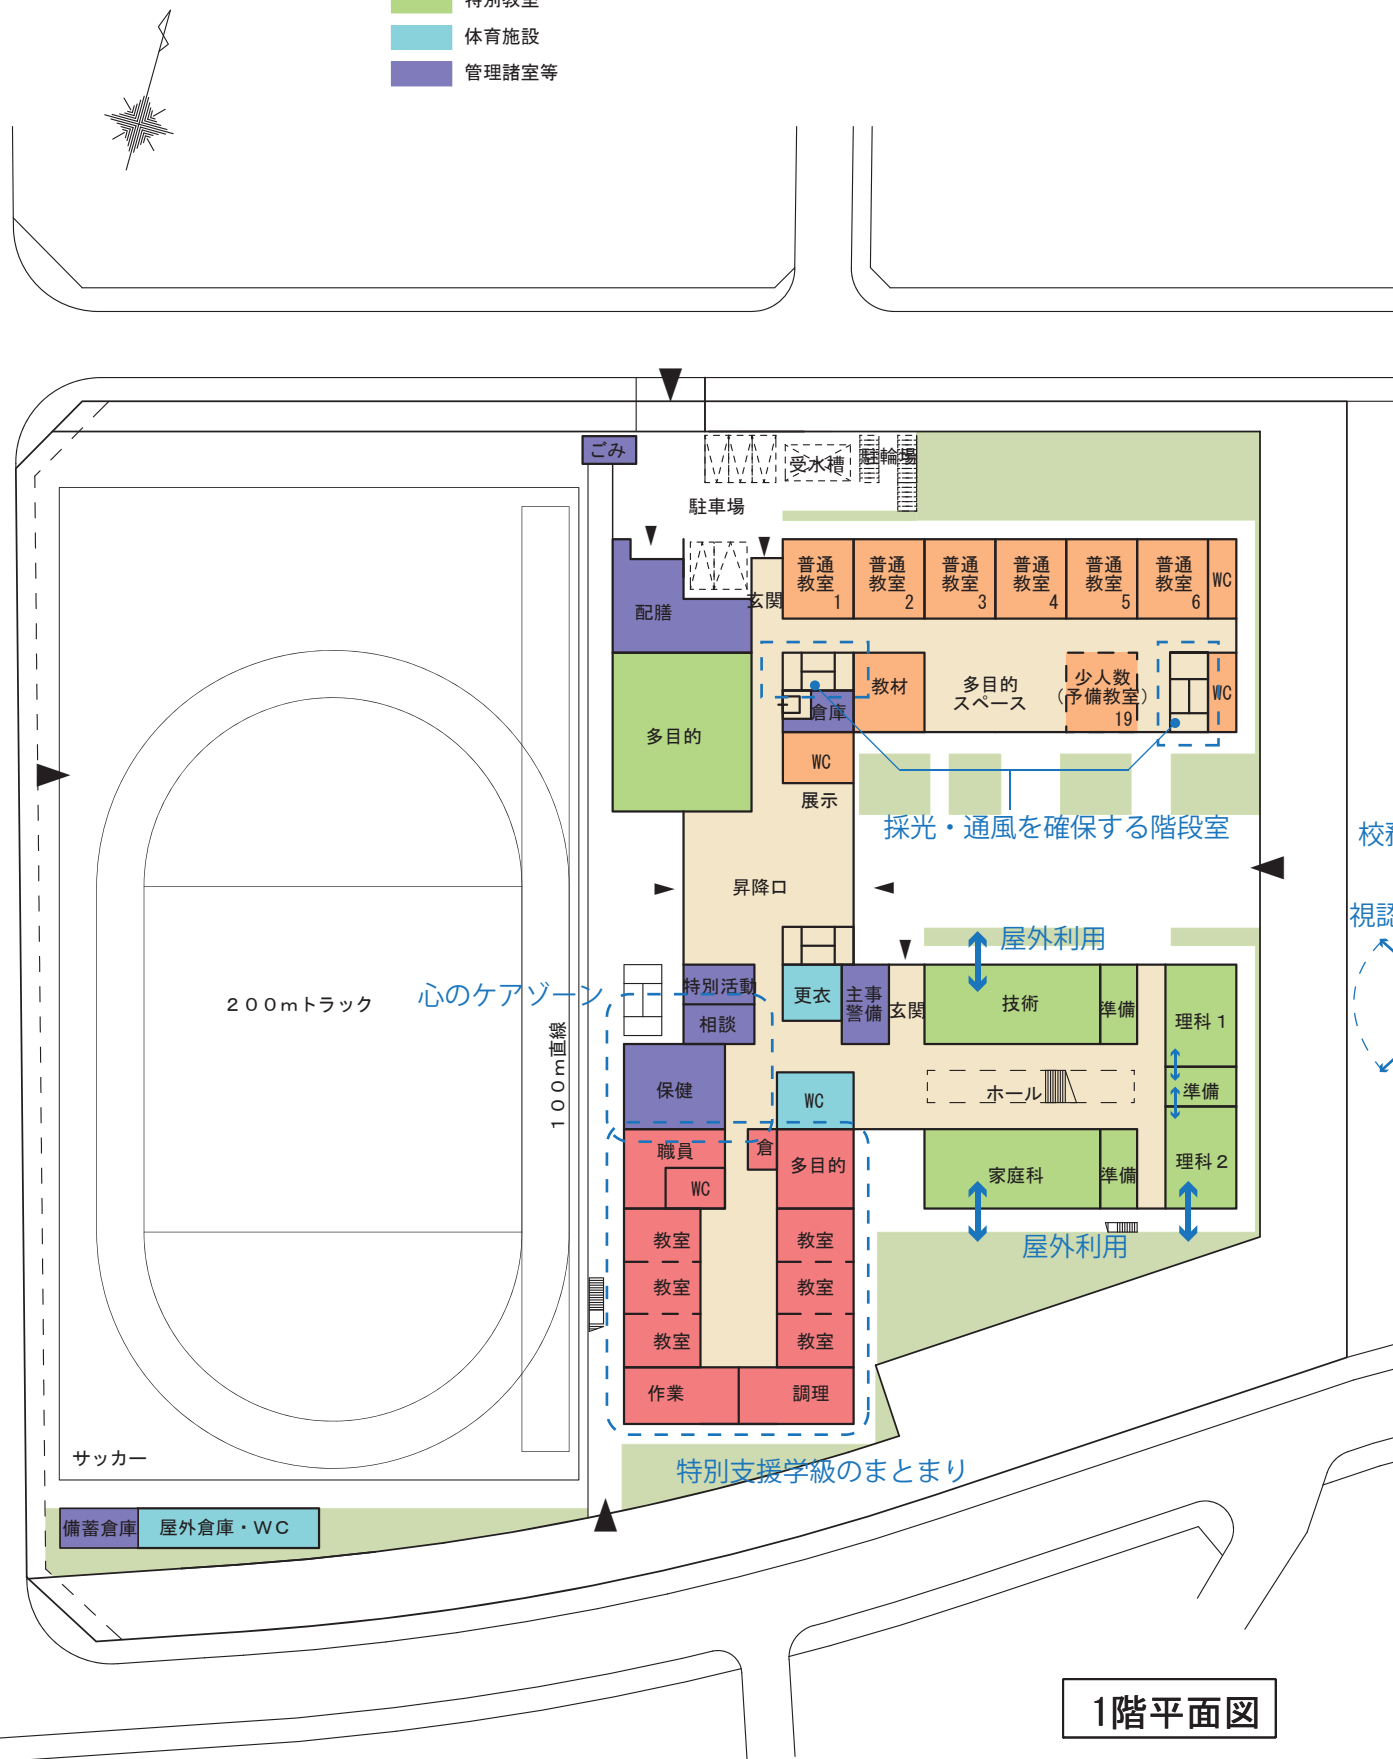 特別教室
体育施設
管理諸室等
ごみ
受水槽
駐輪場
駐車場
配膳
玄関
普通
教室
1
普通
教室
2
普通
教室
3
普通
教室
4
普通
教室
5
普通
教室
6
WC
多目的
倉庫
教材
多目的
スペース
少人数
(予備教室)
19
WC
WC
展示
採光・通風を確保する階段室
校務
視認
昇降口
屋外利用
心のケアゾーン
特別活動
相談
更衣
主事
警備
玄関
技術
準備
理科1
200mトラック
100m直線
保健
WC
ホール
準備
職員
WC
倉
多目的
家庭科
準備
理科2
教室
教室
屋外利用
教室
教室
教室
教室
作業
調理
サッカー
特別支援学級のまとまり
備蓄倉庫
屋外倉庫・WC
1階平面図